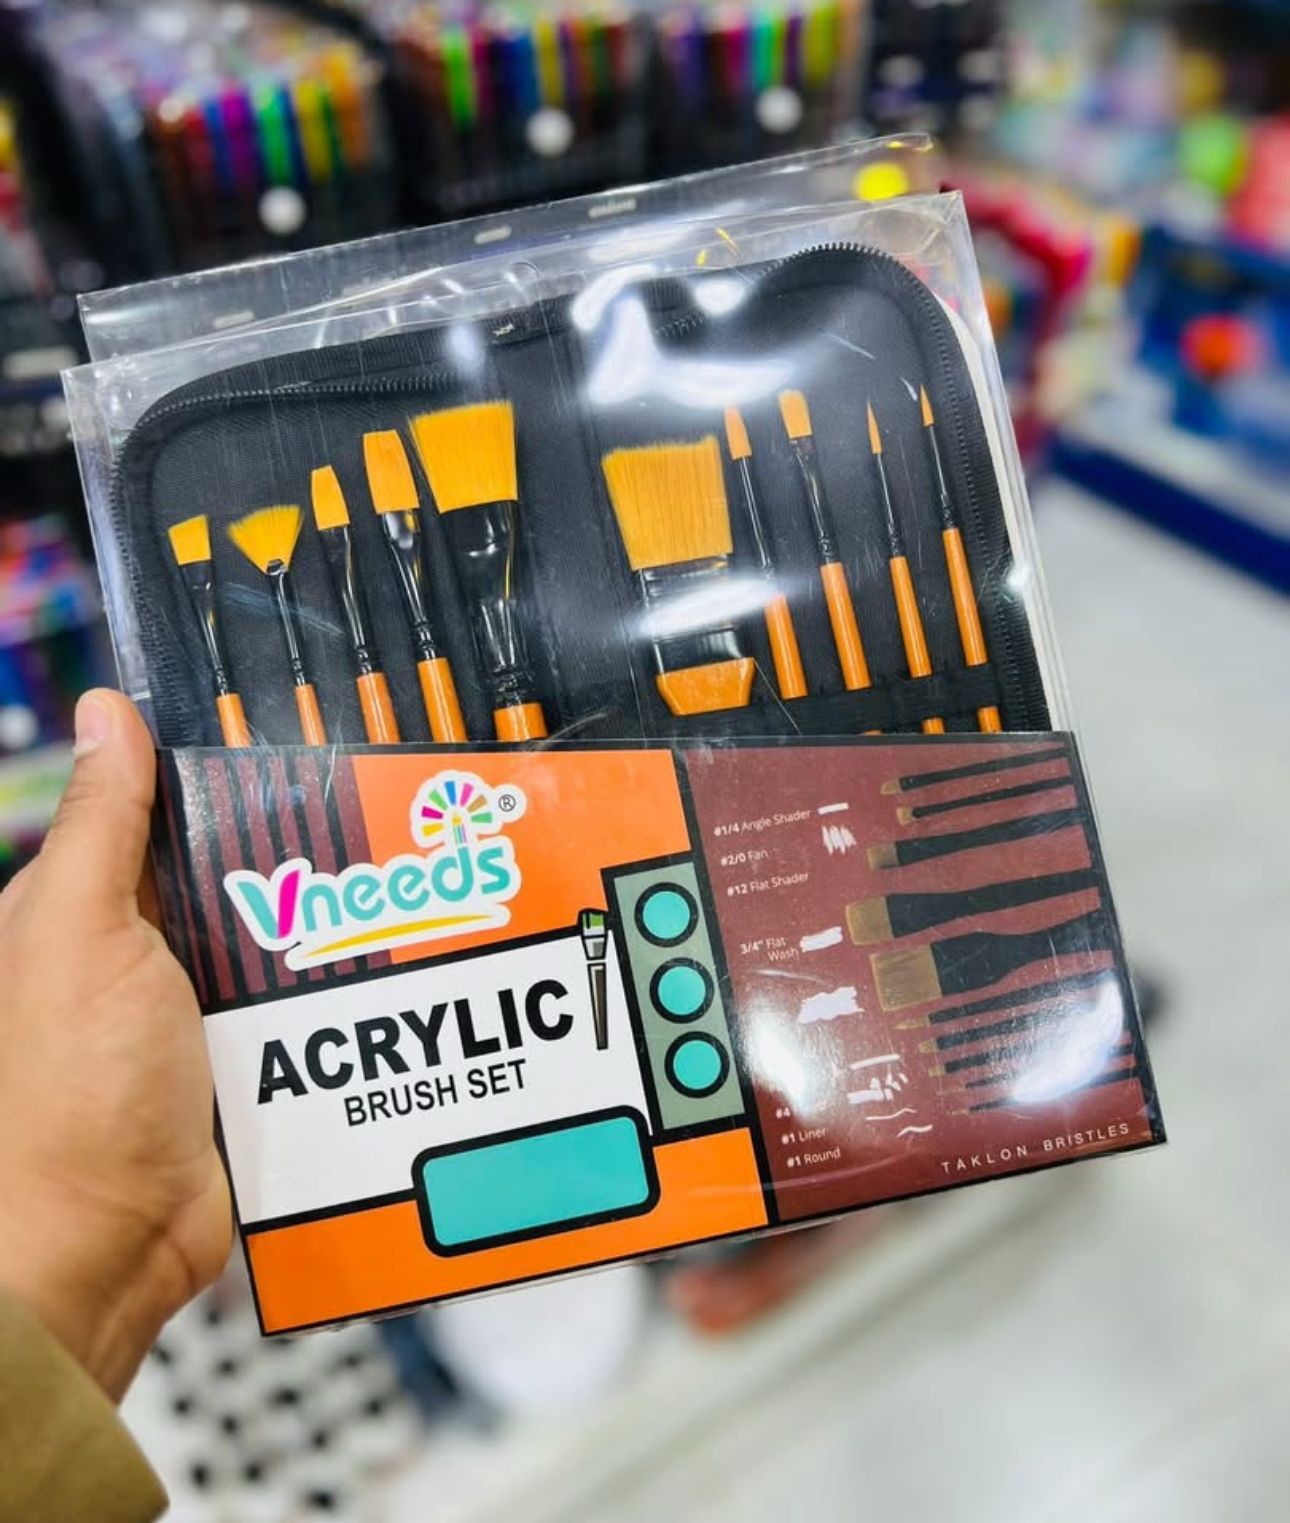 Vneeds ®
ACRYLIC
BRUSH SET
#1/4 Angle Shader
#2/0 Fan
#12 Flat Shader
3/4" Flat
Wash
#4
#1 Liner
#1 Round
TAKLON BRISTLES